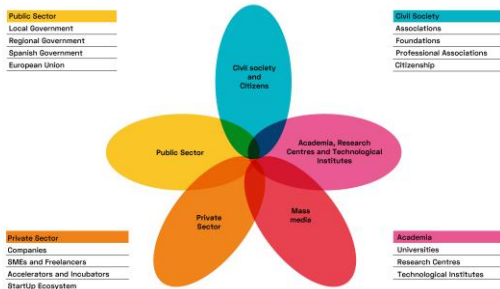 Public Sector
Local Government
Regional Government
Spanish Government
European Union
Civil Society
Associations
Foundations
Professional Associations
Citizenship
Civil society
and
Citizens
Public Sector
Academia, Research
Centres and Technological
Institutes
Private
Sector
Mass
media
Private Sector
Companies
SMEs and Freelancers
Accelerators and Incubators
StartUp Ecosystem
Academia
Universities
Research Centres
Technological Institutes